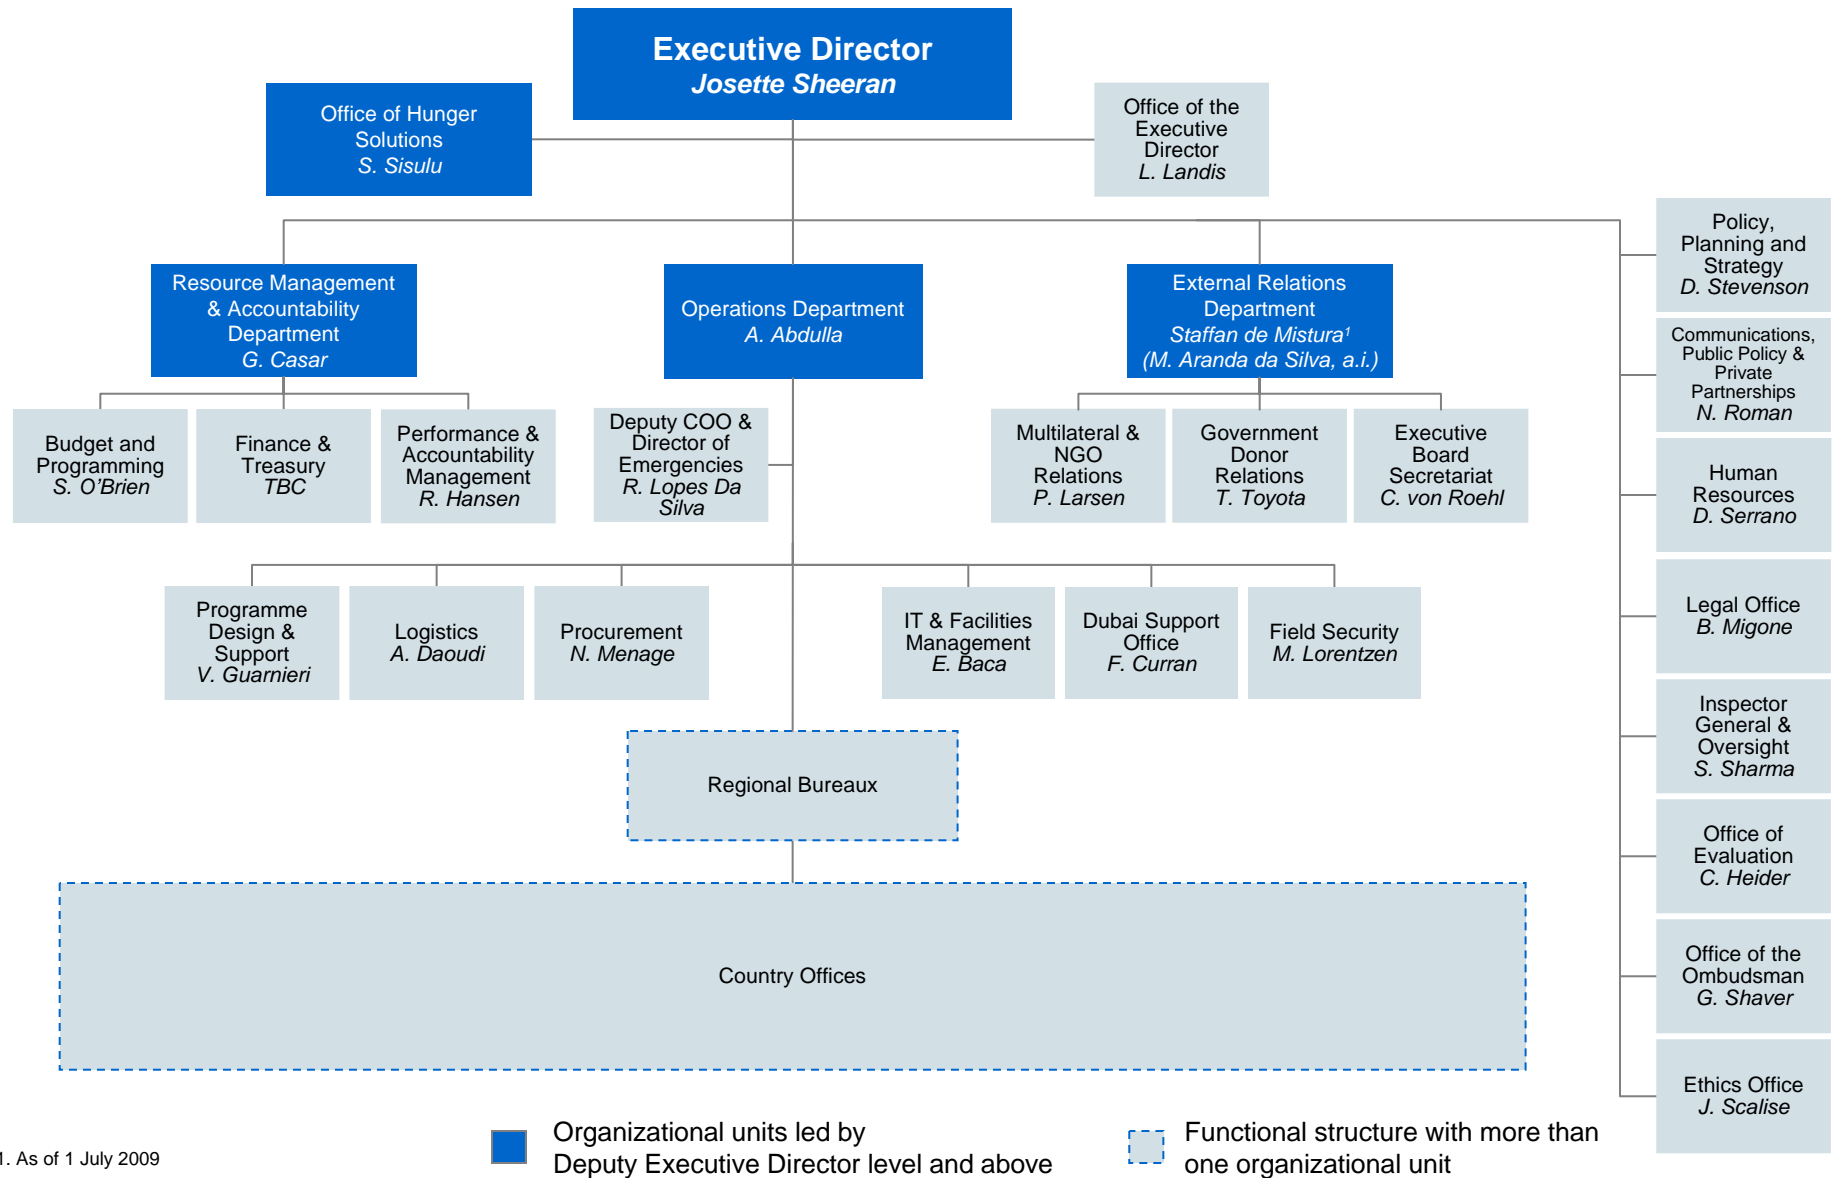 Executive Director
Josette Sheeran
Office of Hunger
Solutions
S. Sisulu
Office of the
Executive
Director
L. Landis
Resource Management
& Accountability
Department
G. Casar
Operations Department
A. Abdulla
External Relations
Department
Staffan de Mistura¹
(M. Aranda da Silva, a.i.)
Budget and
Programming
S. O’Brien
Finance &
Treasury
TBC
Performance &
Accountability
Management
R. Hansen
Deputy COO &
Director of
Emergencies
R. Lopes Da
Silva
Multilateral &
NGO
Relations
P. Larsen
Government
Donor
Relations
T. Toyota
Executive
Board
Secretariat
C. von Roehl
Programme
Design &
Support
V. Guarnieri
Logistics
A. Daoudi
Procurement
N. Menage
IT & Facilities
Management
E. Baca
Dubai Support
Office
F. Curran
Field Security
M. Lorentzen
Regional Bureaux
Country Offices
Policy,
Planning and
Strategy
D. Stevenson
Communications,
Public Policy &
Private
Partnerships
N. Roman
Human
Resources
D. Serrano
Legal Office
B. Migone
Inspector
General &
Oversight
S. Sharma
Office of
Evaluation
C. Heider
Office of the
Ombudsman
G. Shaver
Ethics Office
J. Scalise
1. As of 1 July 2009
Organizational units led by
Deputy Executive Director level and above
Functional structure with more than
one organizational unit